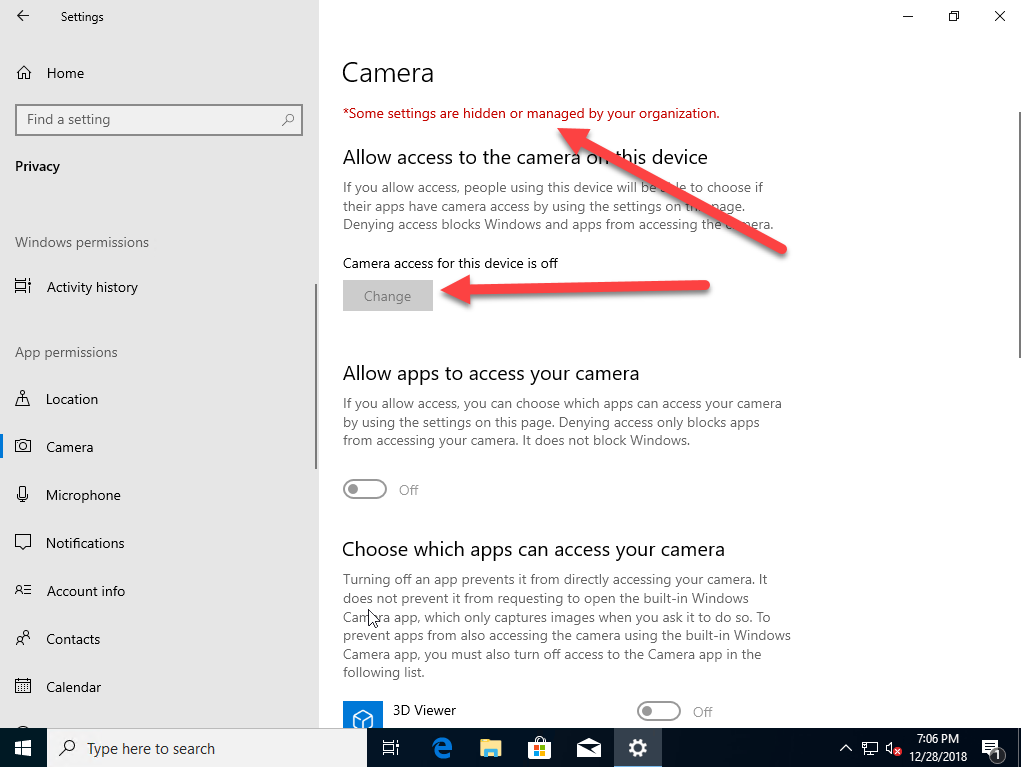 Settings
Home
Find a setting
Privacy
Windows permissions
Activity history
App permissions
Location
Camera
Microphone
Notifications
Account info
Contacts
Calendar
Camera
*Some settings are hidden or managed by your organization.
Allow access to the camera on this device
If you allow access, people using this device will be able to choose if
their apps have camera access by using the settings on this page.
Denying access blocks Windows and apps from accessing the camera.
Camera access for this device is off
Change
Allow apps to access your camera
If you allow access, you can choose which apps can access your camera
by using the settings on this page. Denying access only blocks apps
from accessing your camera. It does not block Windows.
Off
Choose which apps can access your camera
Turning off an app prevents it from directly accessing your camera. It
does not prevent it from requesting to open the built-in Windows
Camera app, which only captures images when you ask it to do so. To
prevent apps from also accessing the camera using the built-in Windows
Camera app, you must also turn off access to the Camera app in the
following list.
3D Viewer
Off
Type here to search
7:06 PM
12/28/2018
1